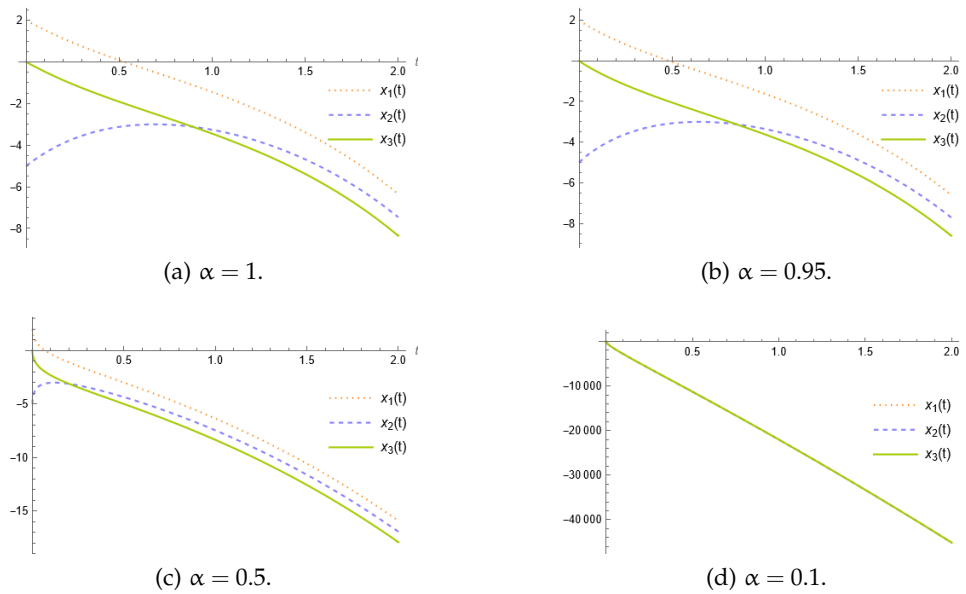 2
0.5 1.0 1.5 2.0 t
x₁(t)
-2
x₂(t)
-4
x₃(t)
-6
-8
(a) α = 1.
2
0.5 1.0 1.5 2.0 t
x₁(t)
-2
x₂(t)
-4
x₃(t)
-6
-8
(b) α = 0.95.
0.5 1.0 1.5 2.0 t
x₁(t)
-5
x₂(t)
x₃(t)
-10
-15
(c) α = 0.5.
0.5 1.0 1.5 2.0 t
-10 000
x₁(t)
-20 000
x₂(t)
x₃(t)
-30 000
-40 000
(d) α = 0.1.